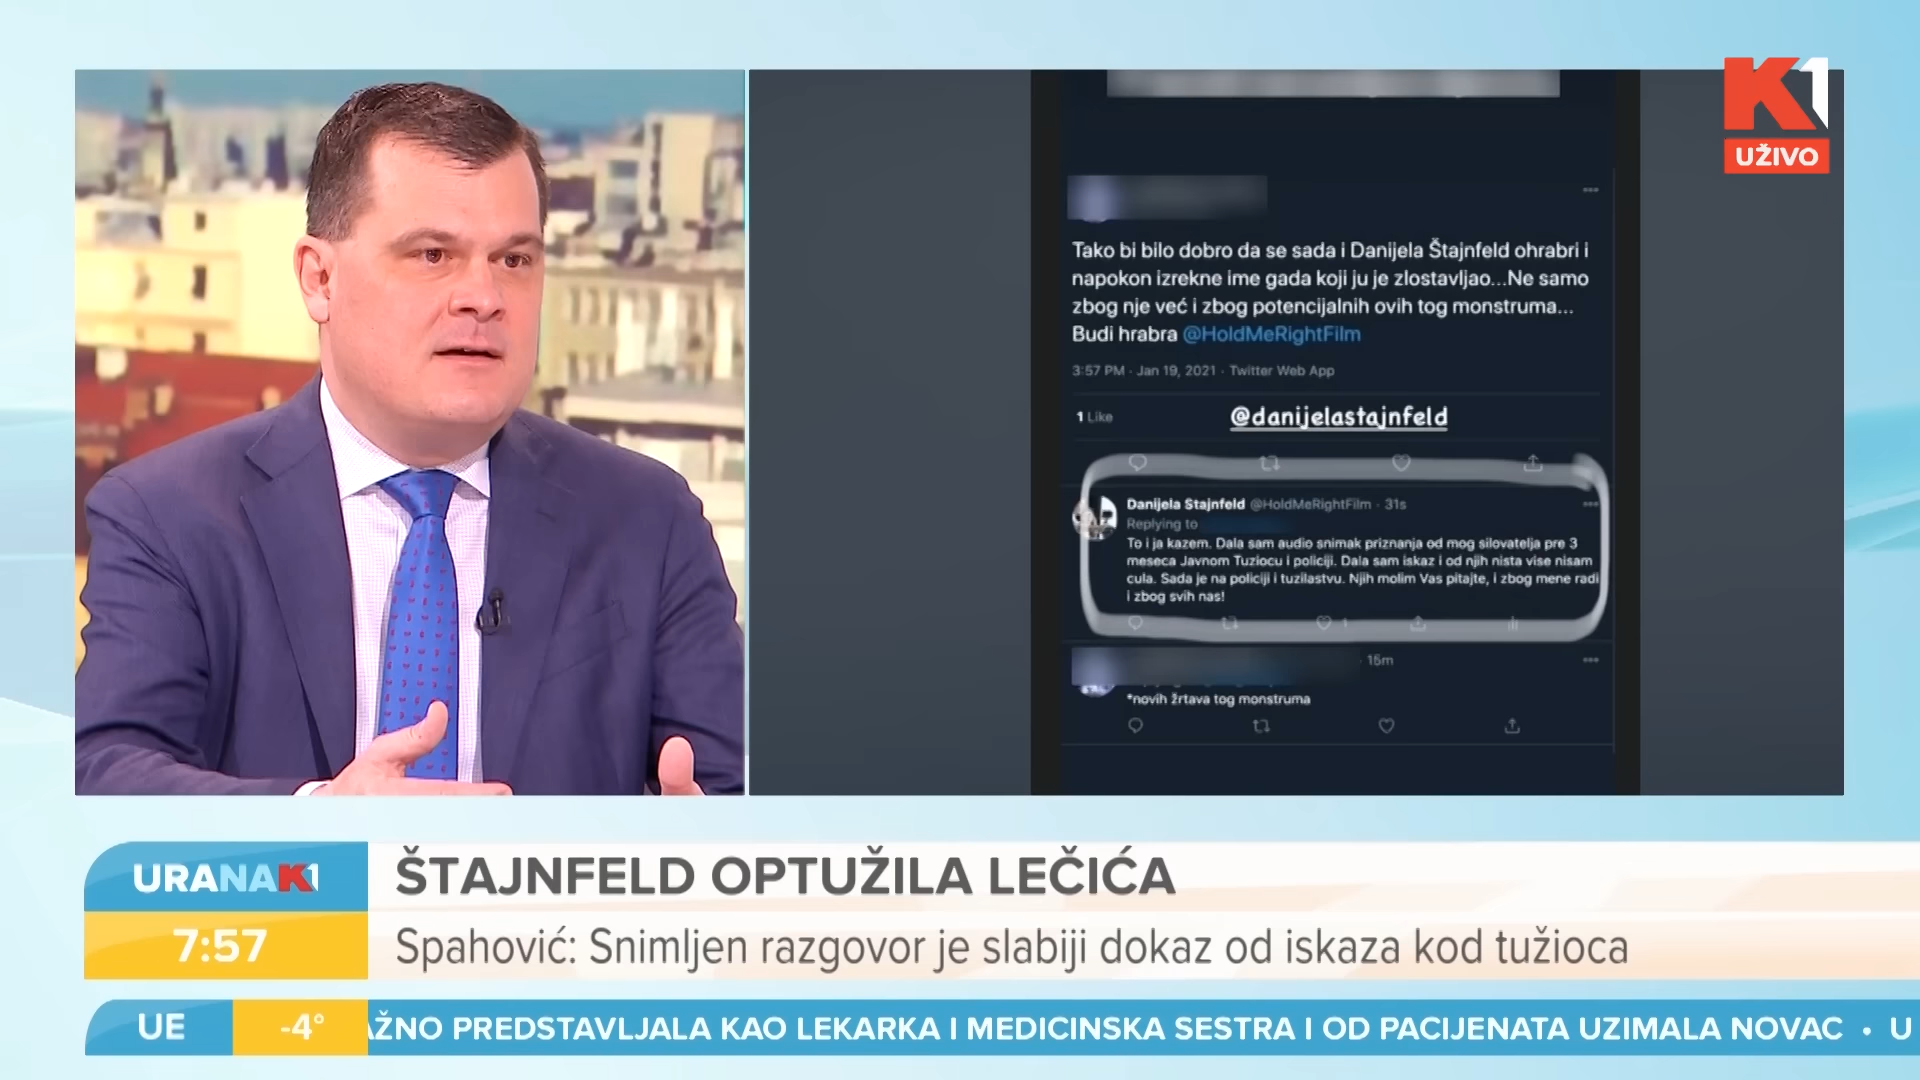 K1
UŽIVO
Tako bi bilo dobro da se sada i Danijela Štajnfeld ohrabri i
napokon izrekne ime gada koji ju je zlostavljao...Ne samo
zbog nje već i zbog potencijalnih ovih tog monstruma...
Budi hrabra @HoldMeRightFilm
3:57 PM · Jan 19, 2021 · Twitter Web App
1 Like
@danijelastajnfeld
Danijela Stajnfeld @HoldMeRightFilm · 31s
Replying to
To i ja kazem. Dala sam audio snimak priznanja od mog silovatelja pre 3
meseca Javnom Tuziocu i policiji. Dala sam iskaz i od njih nista vise nisam
cula. Sada je na policiji i tuzilastvu. Njih molim Vas pitajte, i zbog mene radi
i zbog svih nas!
1
· 15m
*novih žrtava tog monstruma
URANAK1
ŠTAJNFELD OPTUŽILA LEČIĆA
7:57
Spahović: Snimljen razgovor je slabiji dokaz od iskaza kod tužioca
UE
-4°
AŽNO PREDSTAVLJALA KAO LEKARKA I MEDICINSKA SESTRA I OD PACIJENATA UZIMALA NOVAC • U